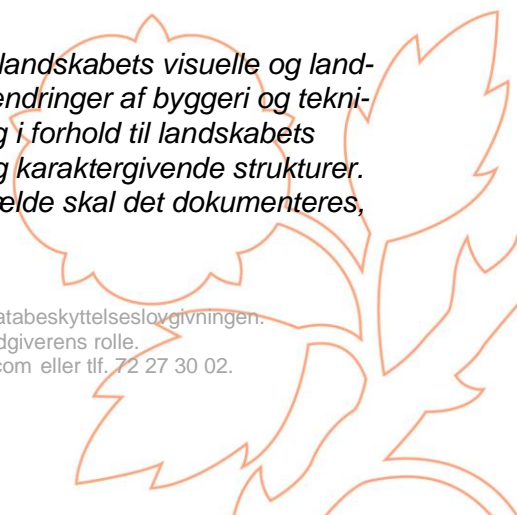 landskabets visuelle og land-
endringer af byggeri og tekni-
g i forhold til landskabets
g karaktergivende strukturer.
ælde skal det dokumenteres,
atabeskyttelseslovgivningen.
dgiverens rolle.
com eller tlf. 72 27 30 02.